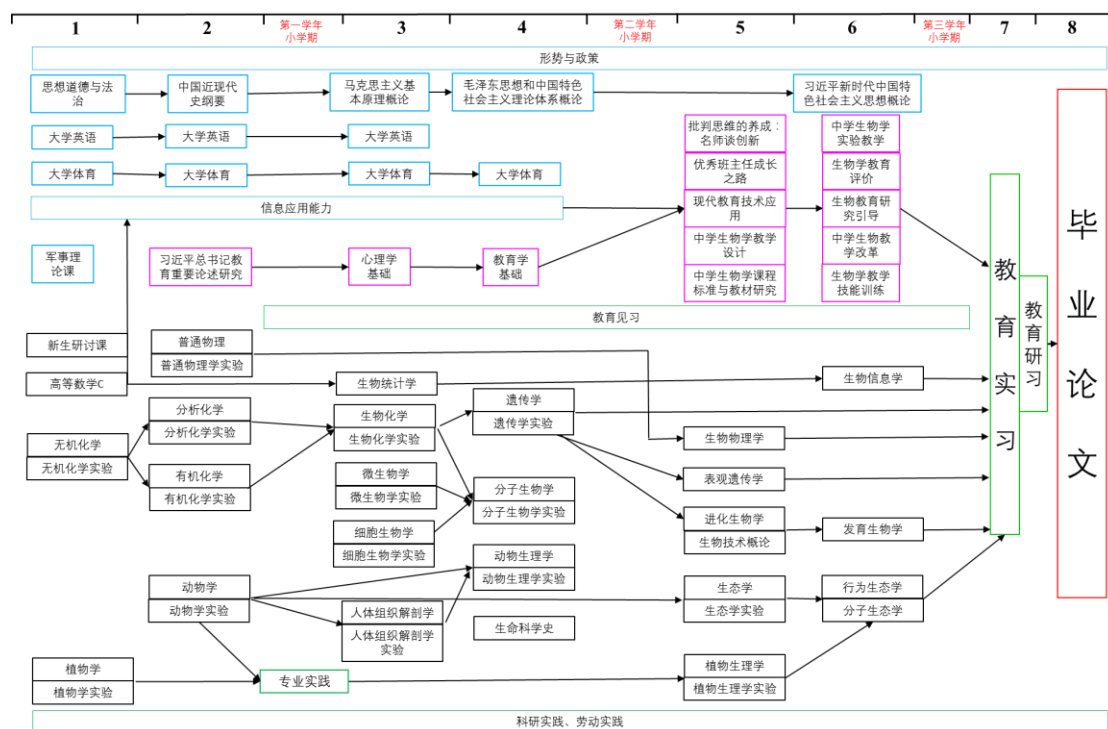 1
2
第一学年
小学期
3
4
第二学年
小学期
5
6
第三学年
小学期
7
8
形势与政策
思想道德与法
治
中国近现代
史纲要
马克思主义基
本原理概论
毛泽东思想和中国特色
社会主义理论体系概论
习近平新时代中国特
色社会主义思想概论
大学英语
大学英语
大学英语
大学体育
大学体育
大学体育
大学体育
批判思维的养成：
名师谈创新
优秀班主任成长
之路
现代教育技术应
用
中学生物学教学
设计
中学生物学课程
标准与教材研究
中学生物学
实验教学
生物学教育
评价
生物教育研
究引导
中学生物教
学改革
生物学教学
技能训练
信息应用能力
军事理
论课
习近平总书记教
育重要论述研究
心理学
基础
教育学
基础
教育见习
新生研讨课
普通物理
普通物理学实验
高等数学C
生物统计学
生物信息学
无机化学
无机化学实验
分析化学
分析化学实验
有机化学
有机化学实验
生物化学
生物化学实验
微生物学
微生物学实验
细胞生物学
细胞生物学实验
遗传学
遗传学实验
分子生物学
分子生物学实验
动物生理学
动物生理学实验
生物物理学
表观遗传学
进化生物学
生物技术概论
发育生物学
动物学
动物学实验
人体组织解剖学
人体组织解剖学
实验
生命科学史
生态学
生态学实验
行为生态学
分子生态学
植物学
植物学实验
专业实践
植物生理学
植物生理学实验
教育实习
教育研习
毕业论文
科研实践、劳动实践